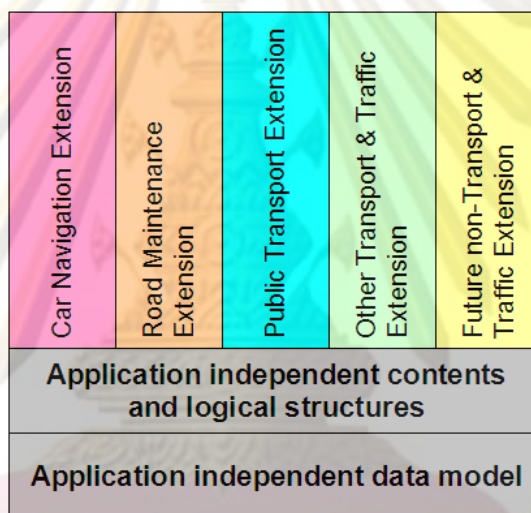 Car Navigation Extension
Road Maintenance
Extension
Public Transport Extension
Other Transport & Traffic
Extension
Future non-Transport &
Traffic Extension
Application independent contents
and logical structures
Application independent data model